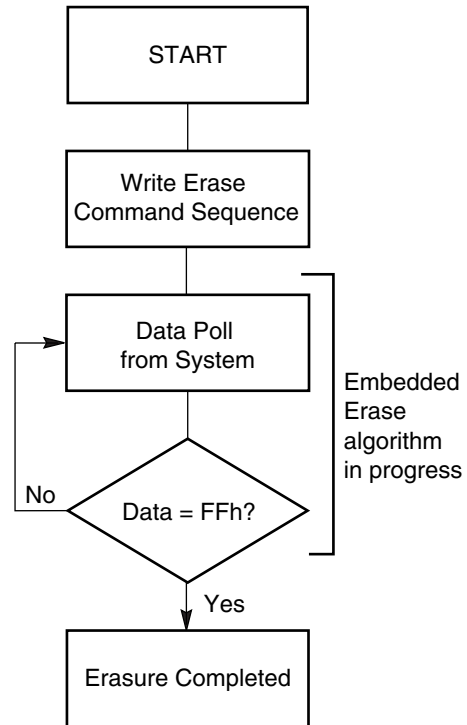 START
Write Erase
Command Sequence
Data Poll
from System
Embedded
Erase
algorithm
in progress
No
Data = FFh?
Yes
Erasure Completed